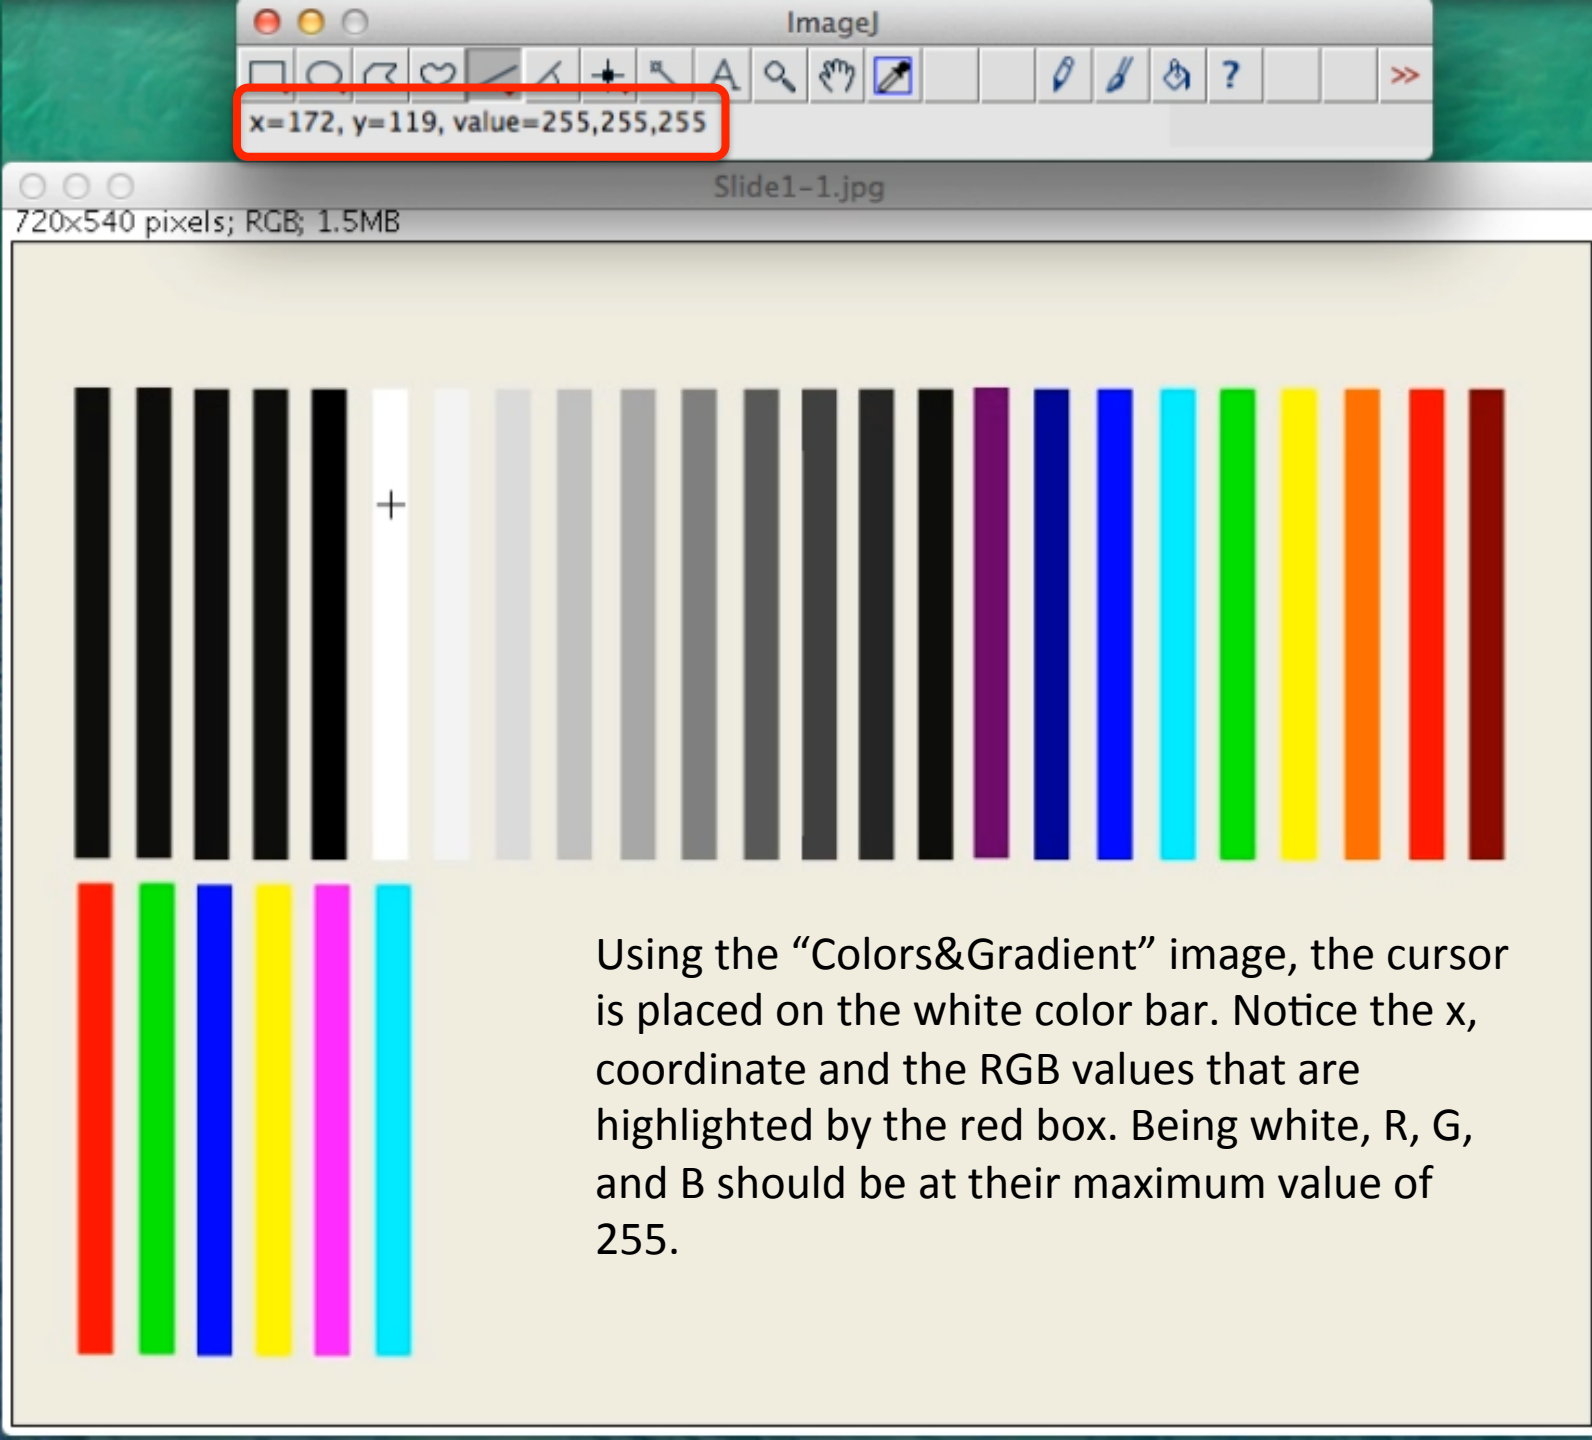 ImageJ
A ?
>>
x=172, y=119, value=255,255,255
Slide1-1.jpg
720x540 pixels; RGB; 1.5MB
Using the “Colors&Gradient” image, the cursor
is placed on the white color bar. Notice the x,
coordinate and the RGB values that are
highlighted by the red box. Being white, R, G,
and B should be at their maximum value of
255.